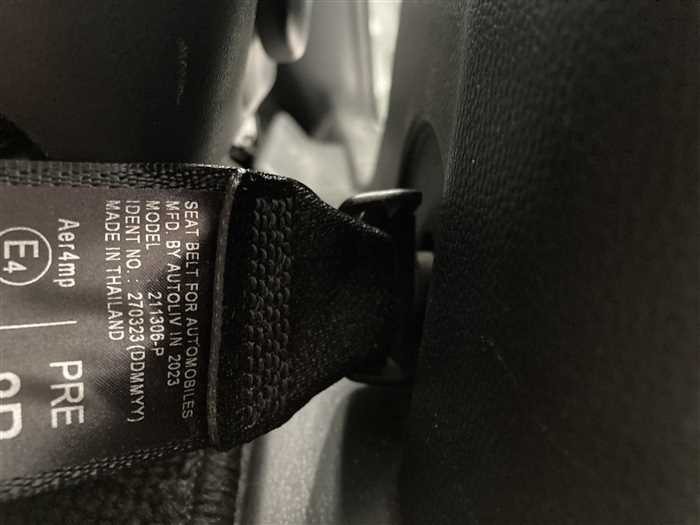 SEAT BELT FOR AUTOMOBILES
MFD. BY AUTOLIV IN 2023
MODEL 211306-P
IDENT NO.: 270323 (DDMMYY)
MADE IN THAILAND
Aer4mp
PRE
E4